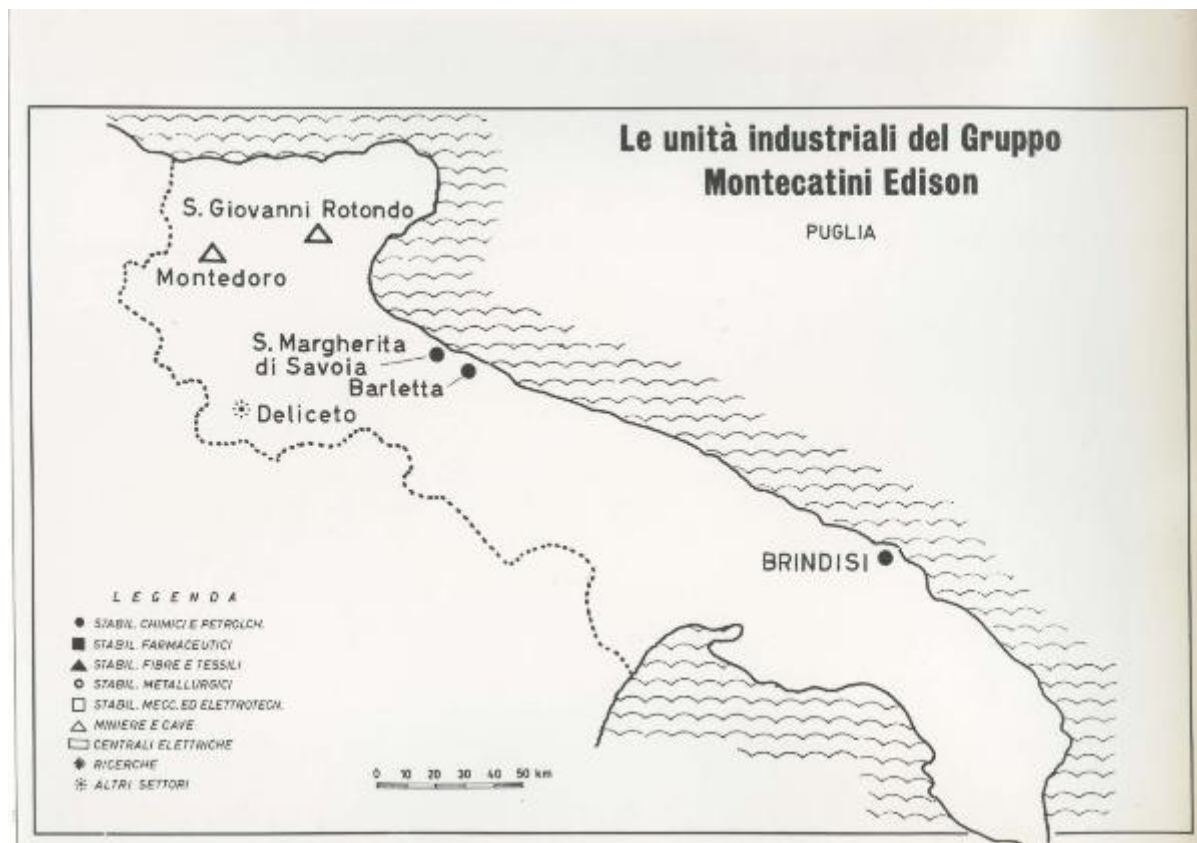 Le unità industriali del Gruppo
Montecatini Edison
PUGLIA
S. Giovanni Rotondo
Montedoro
S. Margherita
di Savoia
Barletta
Deliceto
BRINDISI
LEGENDA
STABIL. CHIMICI E PETROLCH.
STABIL. FARMACEUTICI
STABIL. FIBRE E TESSILI
STABIL. METALLURGICI
STABIL. MECC. ED ELETTROTECN.
MINIERE E CAVE
CENTRALI ELETTRICHE
RICERCHE
ALTRI SETTORI
0 10 20 30 40 50 km